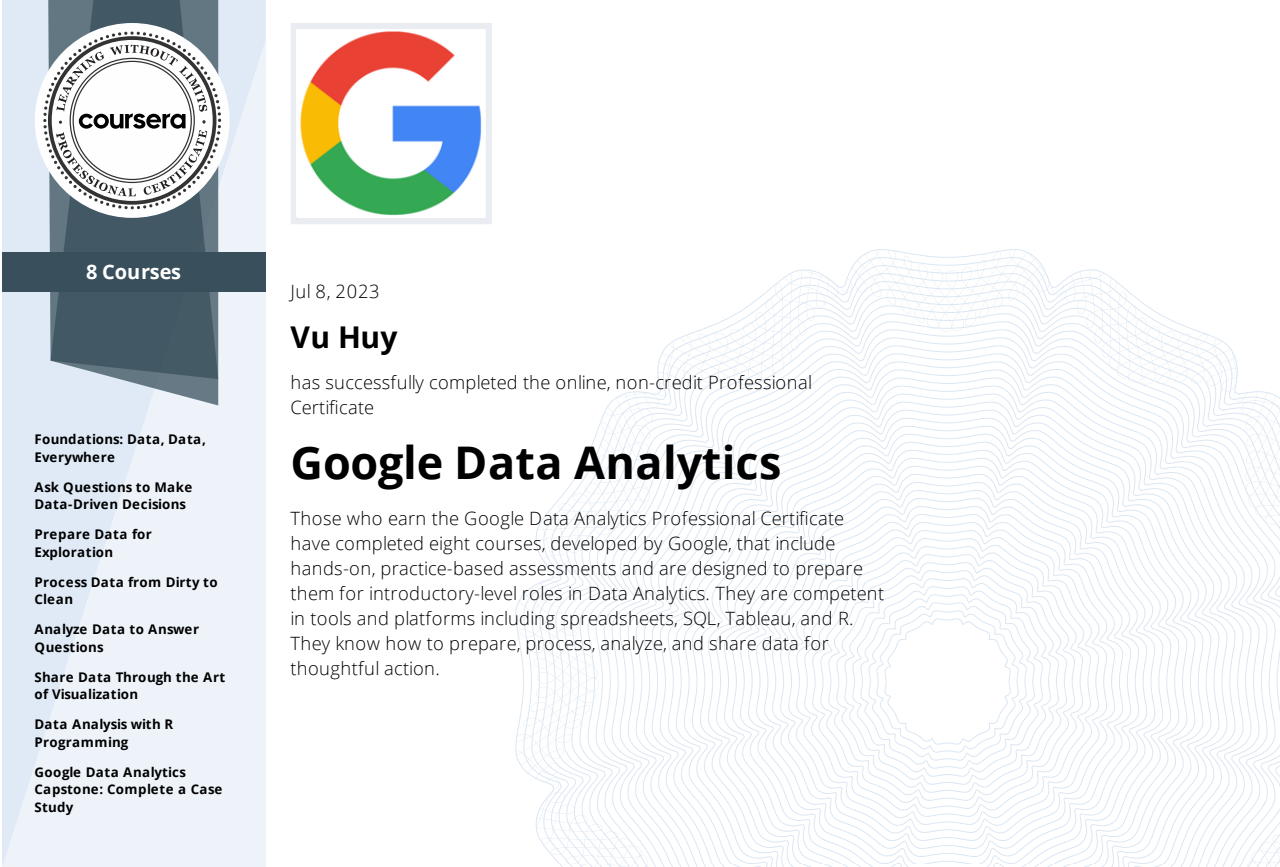 LEARNING WITHOUT LIMITS
coursera
PROFESSIONAL CERTIFICATE
8 Courses
Foundations: Data, Data,
Everywhere
Ask Questions to Make
Data-Driven Decisions
Prepare Data for
Exploration
Process Data from Dirty to
Clean
Analyze Data to Answer
Questions
Share Data Through the Art
of Visualization
Data Analysis with R
Programming
Google Data Analytics
Capstone: Complete a Case
Study
Jul 8, 2023
Vu Huy
has successfully completed the online, non-credit Professional
Certificate
Google Data Analytics
Those who earn the Google Data Analytics Professional Certificate
have completed eight courses, developed by Google, that include
hands-on, practice-based assessments and are designed to prepare
them for introductory-level roles in Data Analytics. They are competent
in tools and platforms including spreadsheets, SQL, Tableau, and R.
They know how to prepare, process, analyze, and share data for
thoughtful action.